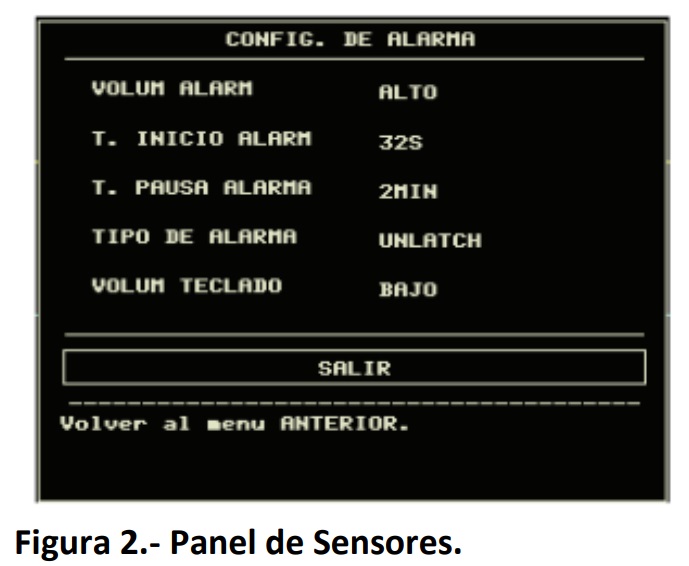 CONFIG. DE ALARMA
VOLUM ALARM ALTO
T. INICIO ALARM 32S
T. PAUSA ALARMA 2MIN
TIPO DE ALARMA UNLATCH
VOLUM TECLADO BAJO
SALIR
Volver al menu ANTERIOR.
Figura 2.- Panel de Sensores.